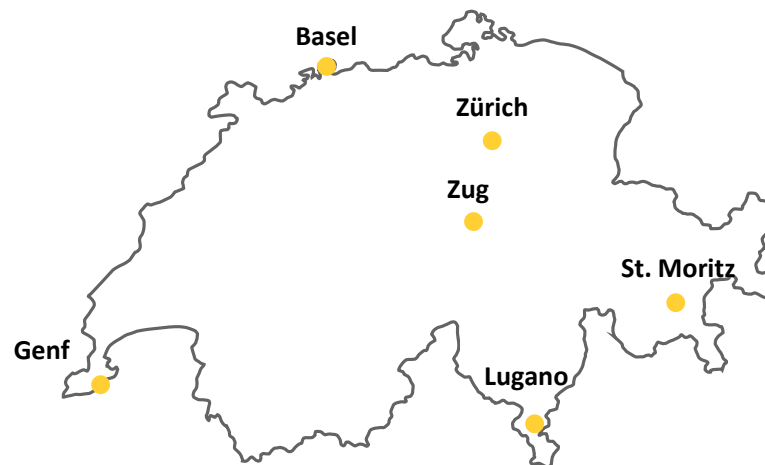 Basel
Zürich
Zug
St. Moritz
Genf
Lugano